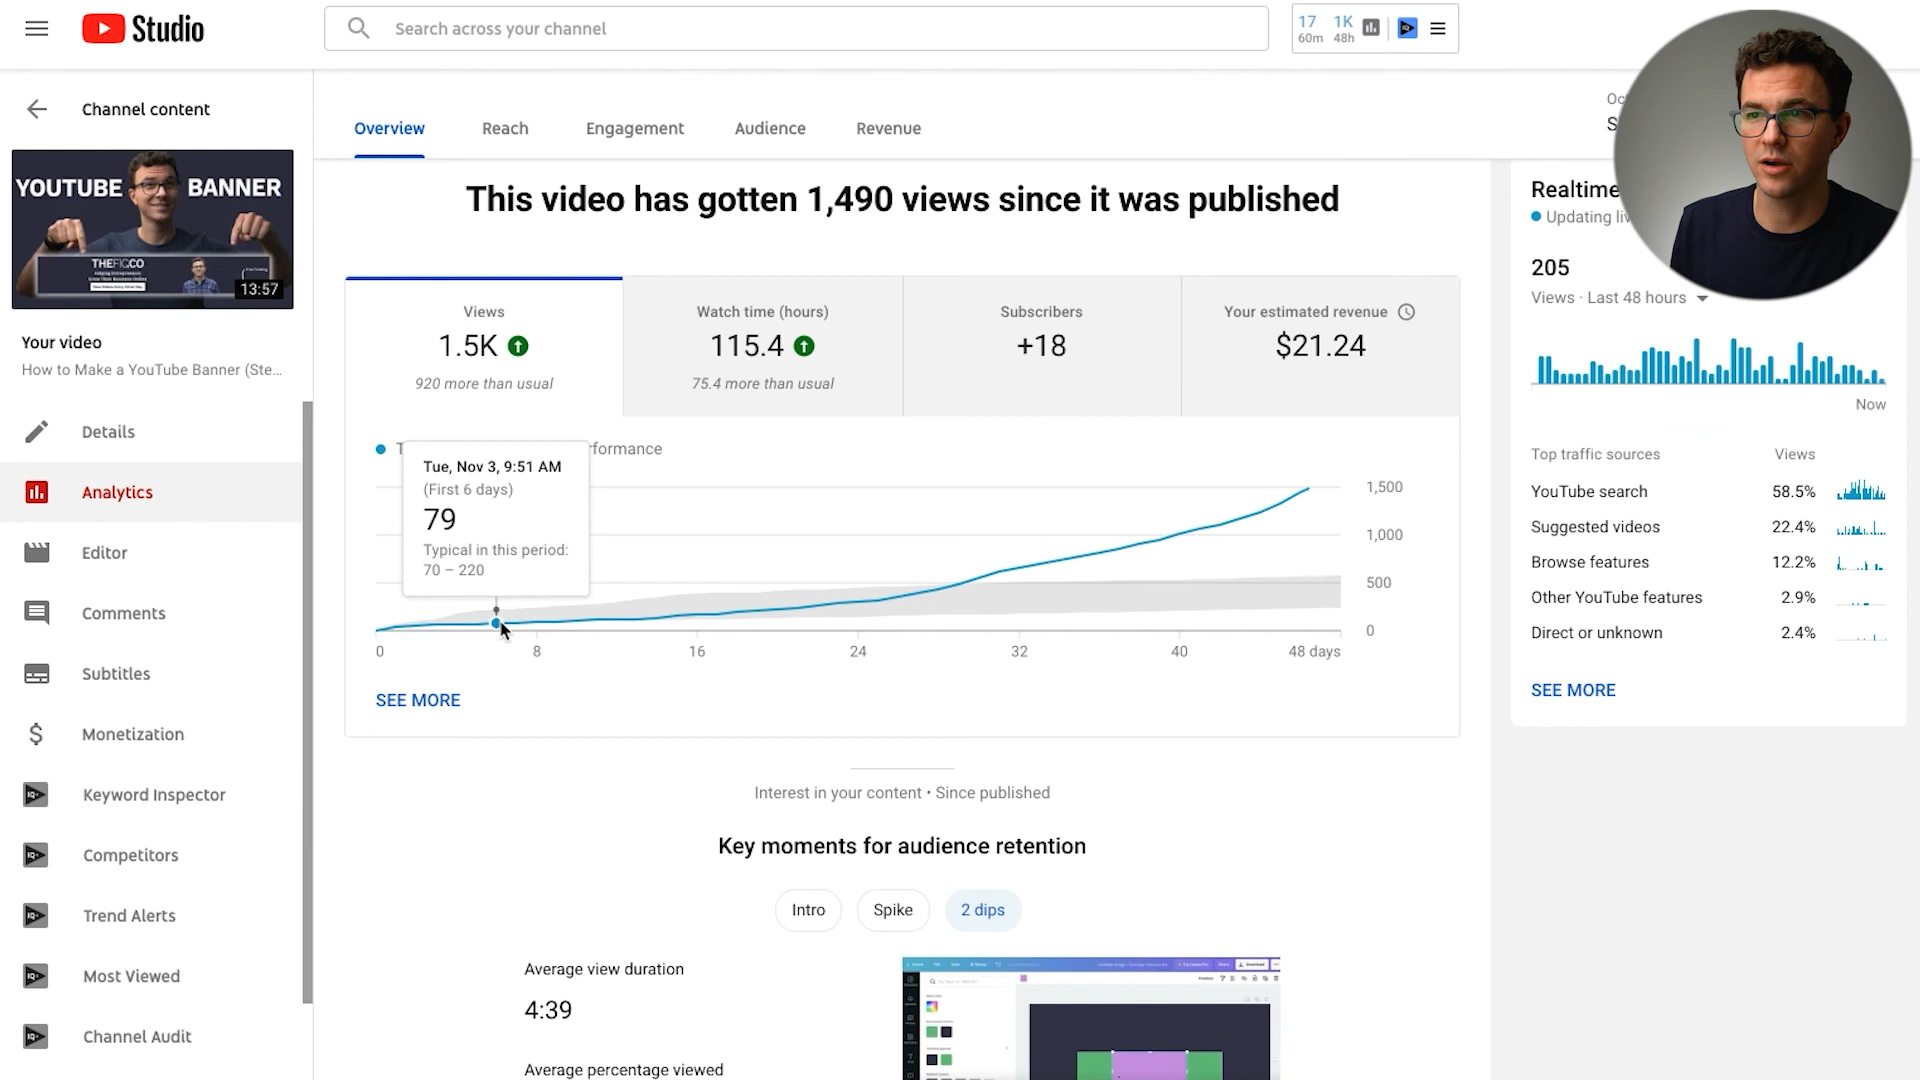 Studio
Search across your channel
17 1K
60m 48h
Channel content
YOUTUBE BANNER
THEFIGCO
13:57
Your video
How to Make a YouTube Banner (Ste...
Details
Analytics
Editor
Comments
Subtitles
Monetization
Keyword Inspector
Competitors
Trend Alerts
Most Viewed
Channel Audit
Overview Reach Engagement Audience Revenue
This video has gotten 1,490 views since it was published
Views
1.5K
920 more than usual
Watch time (hours)
115.4
75.4 more than usual
Subscribers
+18
Your estimated revenue
$21.24
Tue, Nov 3, 9:51 AM
(First 6 days)
79
Typical in this period:
70 – 220
1,500
1,000
500
0
0 8 16 24 32 40 48 days
SEE MORE
Interest in your content • Since published
Key moments for audience retention
Intro Spike 2 dips
Average view duration
4:39
Average percentage viewed
Realtime
205
Views · Last 48 hours
Now
Top traffic sources Views
YouTube search 58.5%
Suggested videos 22.4%
Browse features 12.2%
Other YouTube features 2.9%
Direct or unknown 2.4%
SEE MORE